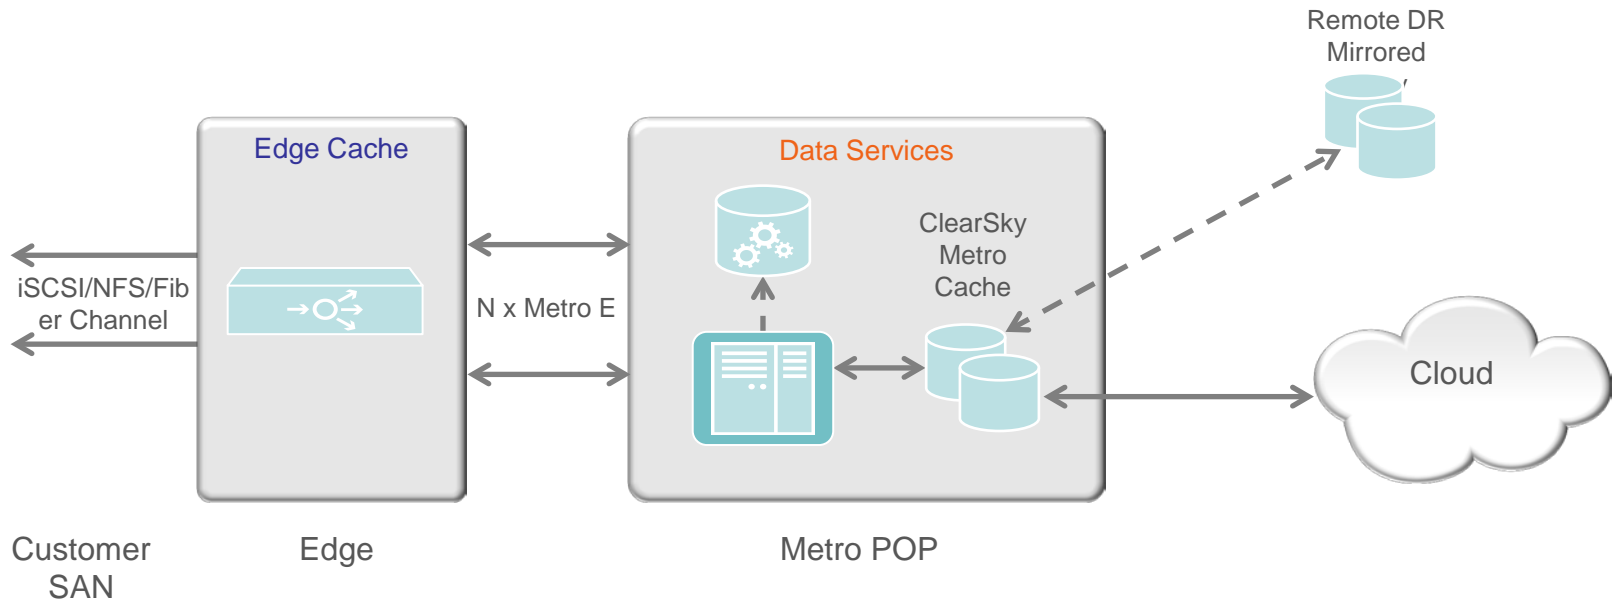 Remote DR
Mirrored
Edge Cache
Data Services
ClearSky
Metro
Cache
iSCSI/NFS/Fib
er Channel
N x Metro E
Cloud
Customer
SAN
Edge
Metro POP